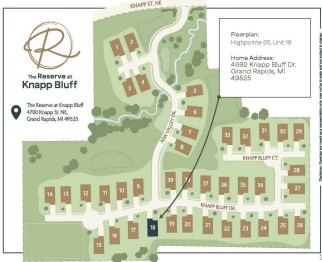 KNAPP ST. NE
R
The Reserve at
Knapp Bluff
The Reserve at Knapp Bluff
4700 Knapp St. NE,
Grand Rapids, MI 49525
Floorplan:
Highpointe (R), Unit 18
Home Address:
4692 Knapp Bluff Dr.
Grand Rapids, MI
49525
1
2
3
4
5
6
7
8
KNAPP BLUFF CT.
33
32
31
30
29
28
27
14
13
12
11
10
9
39
38
37
36
35
34
KNAPP BLUFF DR.
15
16
17
18
19
20
21
22
23
24
25
26